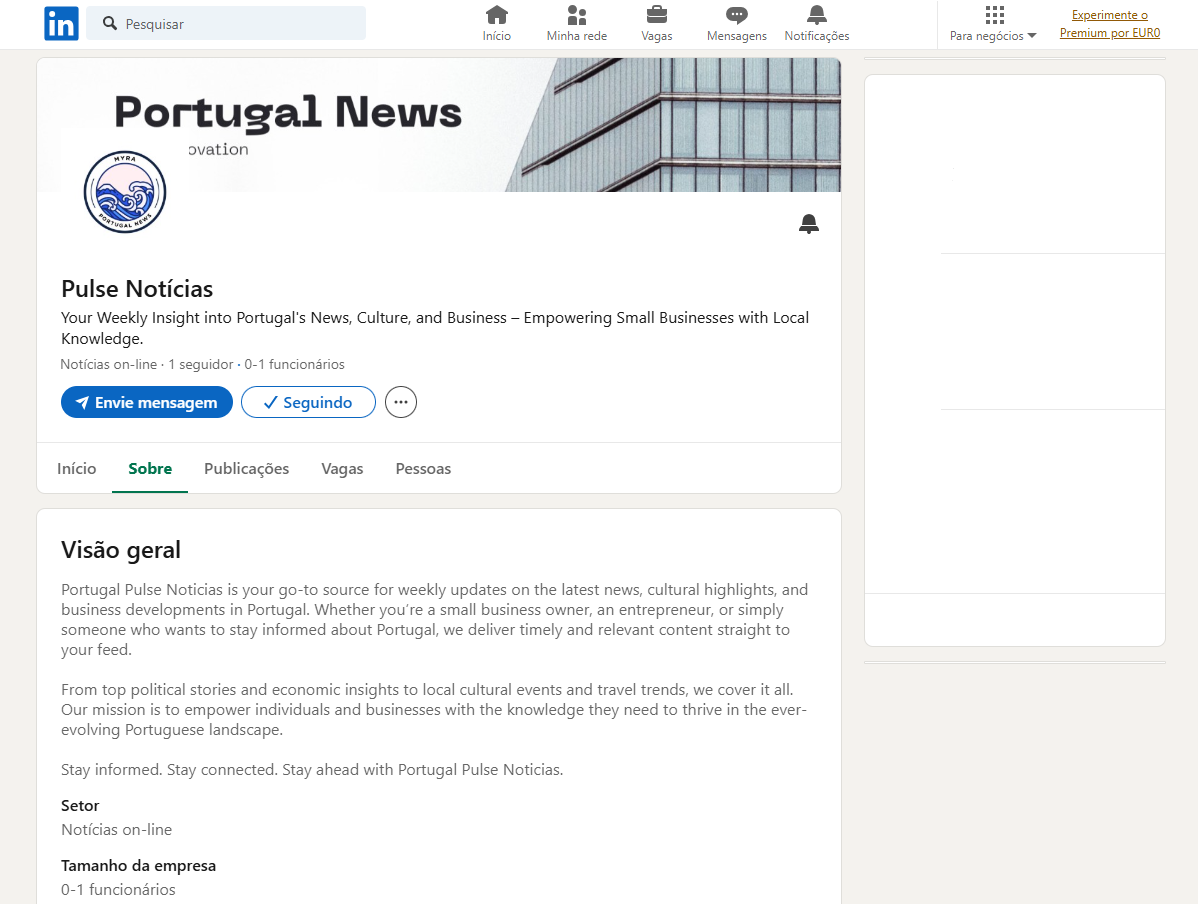 in
Pesquisar
Início
Minha rede
Vagas
Mensagens
Notificações
Para negócios
Experimente o
Premium por EUR0
Portugal News
ovation
MYRA
PORTUGAL NEWS
Pulse Notícias
Your Weekly Insight into Portugal's News, Culture, and Business – Empowering Small Businesses with Local
Knowledge.
Notícias on-line · 1 seguidor · 0-1 funcionários
Envie mensagem
Seguindo
Início
Sobre
Publicações
Vagas
Pessoas
Visão geral
Portugal Pulse Noticias is your go-to source for weekly updates on the latest news, cultural highlights, and
business developments in Portugal. Whether you’re a small business owner, an entrepreneur, or simply
someone who wants to stay informed about Portugal, we deliver timely and relevant content straight to
your feed.
From top political stories and economic insights to local cultural events and travel trends, we cover it all.
Our mission is to empower individuals and businesses with the knowledge they need to thrive in the ever-
evolving Portuguese landscape.
Stay informed. Stay connected. Stay ahead with Portugal Pulse Noticias.
Setor
Notícias on-line
Tamanho da empresa
0-1 funcionários